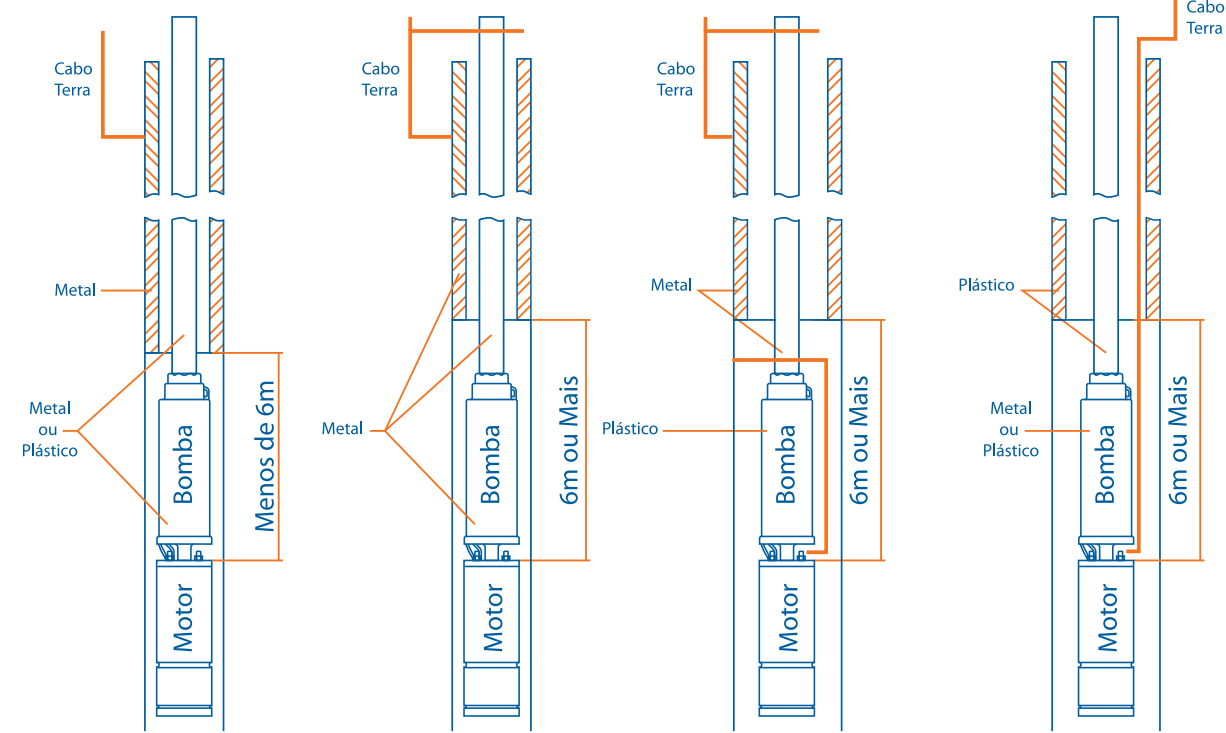 Cabo
Terra
Metal
Metal
ou
Plástico
Bomba
Menos de 6m
Motor
Cabo
Terra
Metal
Bomba
6m ou Mais
Motor
Cabo
Terra
Metal
Plástico
Bomba
6m ou Mais
Motor
Cabo
Terra
Plástico
Metal
ou
Plástico
Bomba
6m ou Mais
Motor